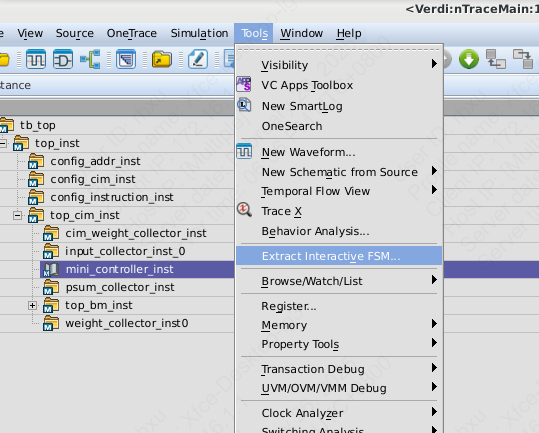 <Verdi:nTraceMain:1
e View Source OneTrace Simulation Tools Window Help
stance
tb_top
top_inst
config_addr_inst
config_cim_inst
config_instruction_inst
top_cim_inst
cim_weight_collector_inst
input_collector_inst_0
mini_controller_inst
psum_collector_inst
top_bm_inst
weight_collector_inst0
Visibility
VC Apps Toolbox
New SmartLog
OneSearch
New Waveform...
New Schematic from Source
Temporal Flow View
Trace X
Behavior Analysis...
Extract Interactive FSM...
Browse/Watch/List
Register...
Memory
Property Tools
Transaction Debug
UVM/OVM/VMM Debug
Clock Analyzer
Switching Analysis